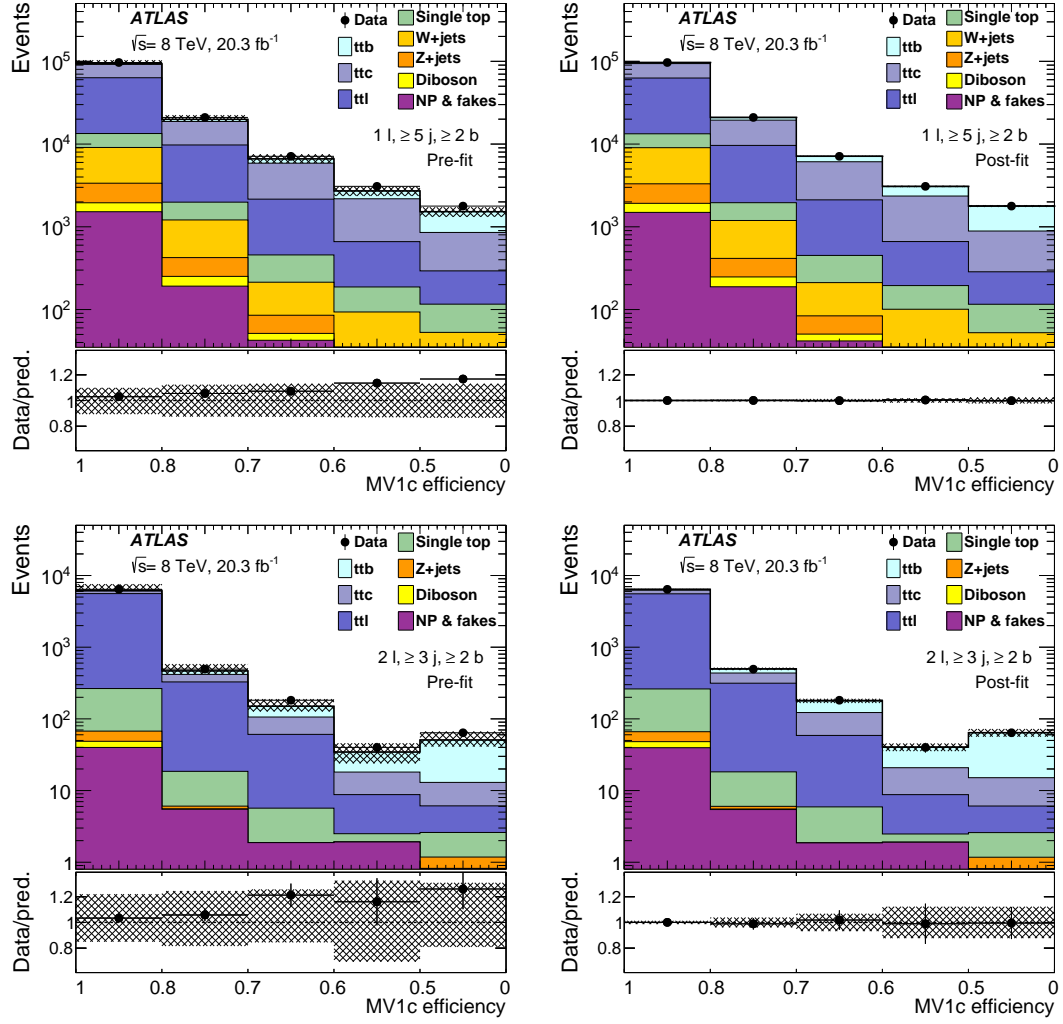 Events
ATLAS
√s= 8 TeV, 20.3 fb⁻¹
Data
ttb
ttc
ttl
Single top
W+jets
Z+jets
Diboson
NP & fakes
1 l, ≥ 5 j, ≥ 2 b
Pre-fit
10⁵
10⁴
10³
10²
Data/pred.
1.2
1
0.8
1 0.8 0.7 0.6 0.5 0
MV1c efficiency
Events
ATLAS
√s= 8 TeV, 20.3 fb⁻¹
Data
ttb
ttc
ttl
Single top
W+jets
Z+jets
Diboson
NP & fakes
1 l, ≥ 5 j, ≥ 2 b
Post-fit
10⁵
10⁴
10³
10²
Data/pred.
1.2
1
0.8
1 0.8 0.7 0.6 0.5 0
MV1c efficiency
Events
ATLAS
√s= 8 TeV, 20.3 fb⁻¹
Data
ttb
ttc
ttl
Single top
Z+jets
Diboson
NP & fakes
2 l, ≥ 3 j, ≥ 2 b
Pre-fit
10⁴
10³
10²
10
1
Data/pred.
1.2
1
0.8
1 0.8 0.7 0.6 0.5 0
MV1c efficiency
Events
ATLAS
√s= 8 TeV, 20.3 fb⁻¹
Data
ttb
ttc
ttl
Single top
Z+jets
Diboson
NP & fakes
2 l, ≥ 3 j, ≥ 2 b
Post-fit
10⁴
10³
10²
10
1
Data/pred.
1.2
1
0.8
1 0.8 0.7 0.6 0.5 0
MV1c efficiency